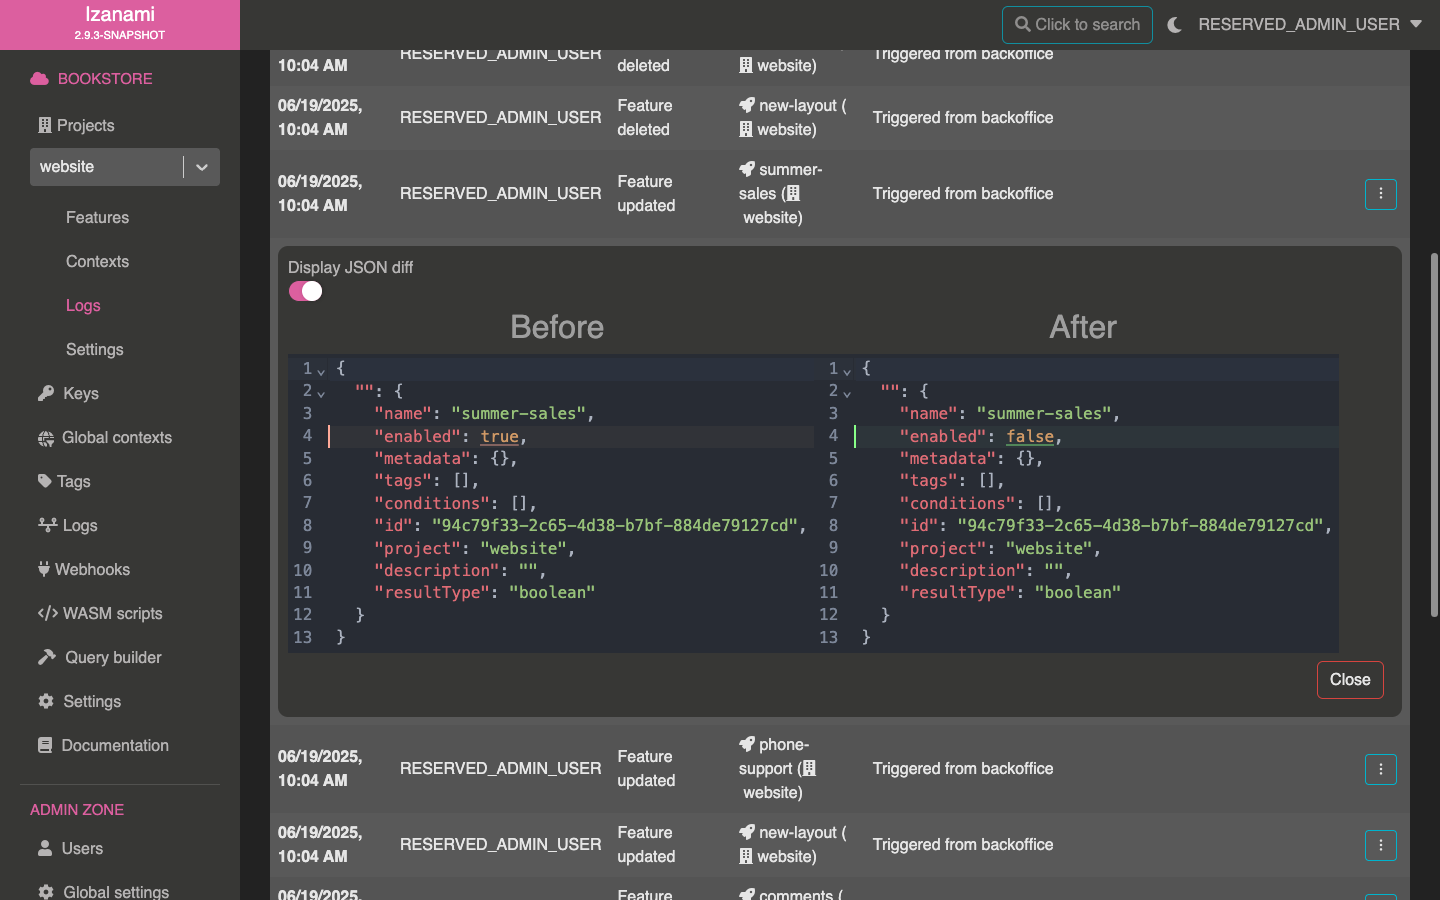 Izanami
2.9.3-SNAPSHOT
Click to search
RESERVED_ADMIN_USER
BOOKSTORE
Projects
website
Features
Contexts
Logs
Settings
Keys
Global contexts
Tags
Logs
Webhooks
WASM scripts
Query builder
Settings
Documentation
ADMIN ZONE
Users
Global settings
10:04 AM RESERVED_ADMIN_USER deleted website) Triggered from backoffice
06/19/2025, 10:04 AM RESERVED_ADMIN_USER Feature deleted new-layout ( website) Triggered from backoffice
06/19/2025, 10:04 AM RESERVED_ADMIN_USER Feature updated summer-sales ( website) Triggered from backoffice
Display JSON diff
Before
1 {
2 "": {
3 "name": "summer-sales",
4 "enabled": true,
5 "metadata": {},
6 "tags": [],
7 "conditions": [],
8 "id": "94c79f33-2c65-4d38-b7bf-884de79127cd",
9 "project": "website",
10 "description": "",
11 "resultType": "boolean"
12 }
13 }
After
1 {
2 "": {
3 "name": "summer-sales",
4 "enabled": false,
5 "metadata": {},
6 "tags": [],
7 "conditions": [],
8 "id": "94c79f33-2c65-4d38-b7bf-884de79127cd",
9 "project": "website",
10 "description": "",
11 "resultType": "boolean"
12 }
13 }
Close
06/19/2025, 10:04 AM RESERVED_ADMIN_USER Feature updated phone-support ( website) Triggered from backoffice
06/19/2025, 10:04 AM RESERVED_ADMIN_USER Feature updated new-layout ( website) Triggered from backoffice
06/19/2025, Feature comments (